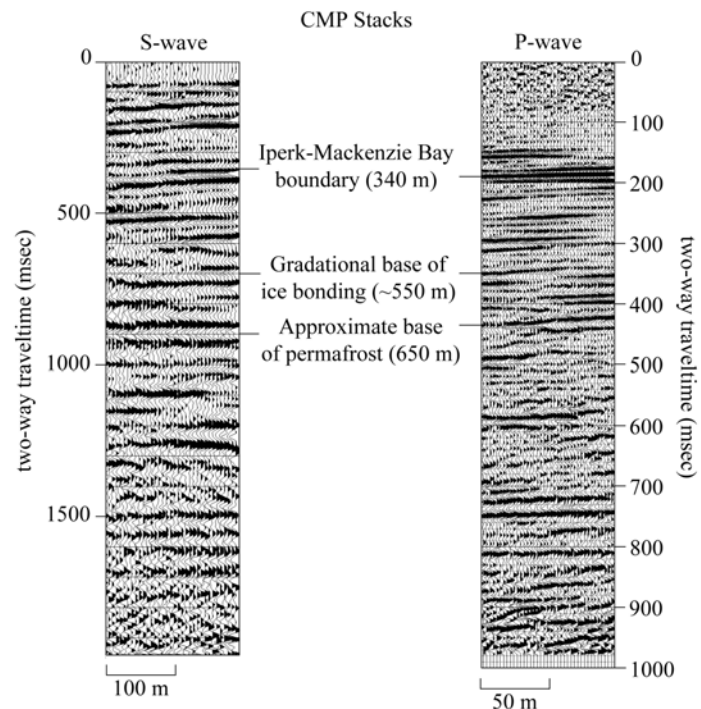 CMP Stacks
S-wave
P-wave
0
500
1000
1500
two-way traveltime (msec)
100 m
Iperk-Mackenzie Bay
boundary (340 m)
Gradational base of
ice bonding (~550 m)
Approximate base
of permafrost (650 m)
0
100
200
300
400
500
600
700
800
900
1000
two-way traveltime (msec)
50 m